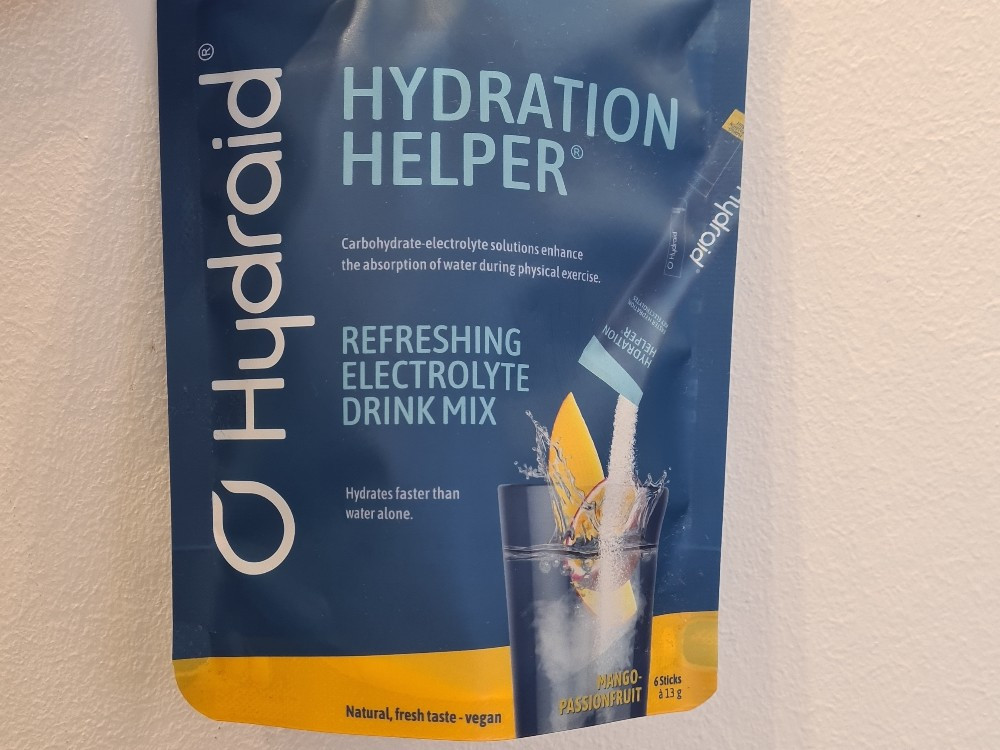 Hydraid®
HYDRATION
HELPER®
Carbohydrate-electrolyte solutions enhance
the absorption of water during physical exercise.
REFRESHING
ELECTROLYTE
DRINK MIX
Hydrates faster than
water alone.
Hydraid
HYDRATION
HELPER
MANGO-
PASSIONFRUIT
6 Sticks
à 13 g
Natural, fresh taste - vegan